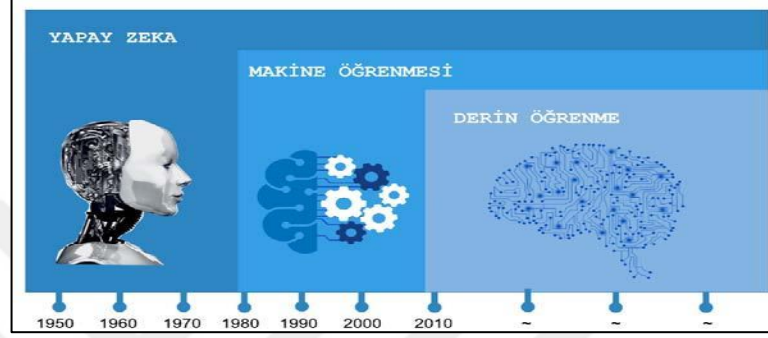 YAPAY ZEKA
MAKİNE ÖĞRENMESİ
DERİN ÖĞRENME
1950 1960 1970 1980 1990 2000 2010 ~ ~ ~